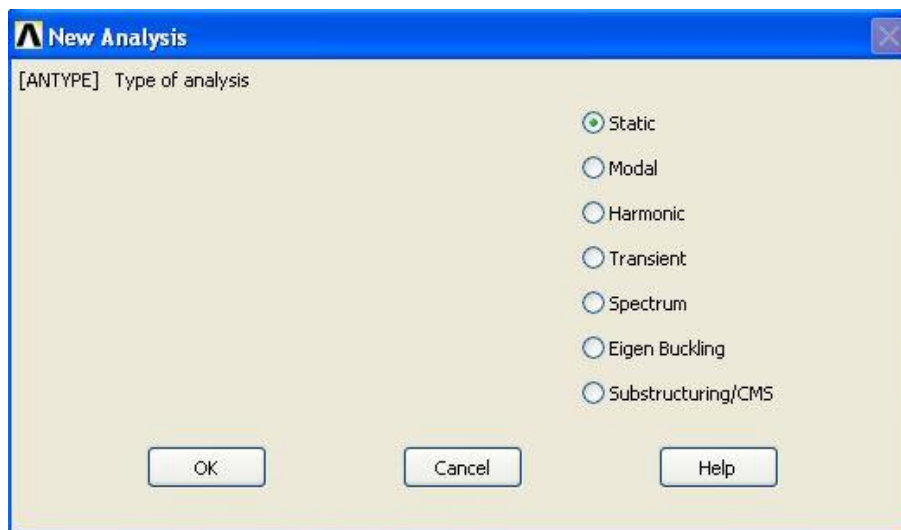 New Analysis
[ANTYPE] Type of analysis
Static
Modal
Harmonic
Transient
Spectrum
Eigen Buckling
Substructuring/CMS
OK Cancel Help